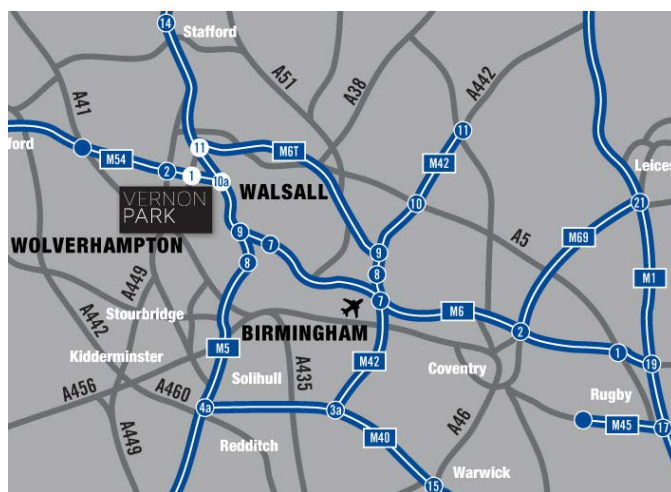 14
Stafford
A51
A38
A442
A41
ford
M54
2
1
10a
11
M6T
M42
11
Leices
VERNON
PARK
WALSALL
10
21
WOLVERHAMPTON
9
7
8
9
8
A5
M69
M1
A449
A442
Stourbridge
BIRMINGHAM
7
M6
2
M5
M42
Kidderminster
Solihull
A435
Coventry
1
19
A456
A460
4a
3a
A46
Rugby
M45
17
A449
Redditch
M40
15
Warwick